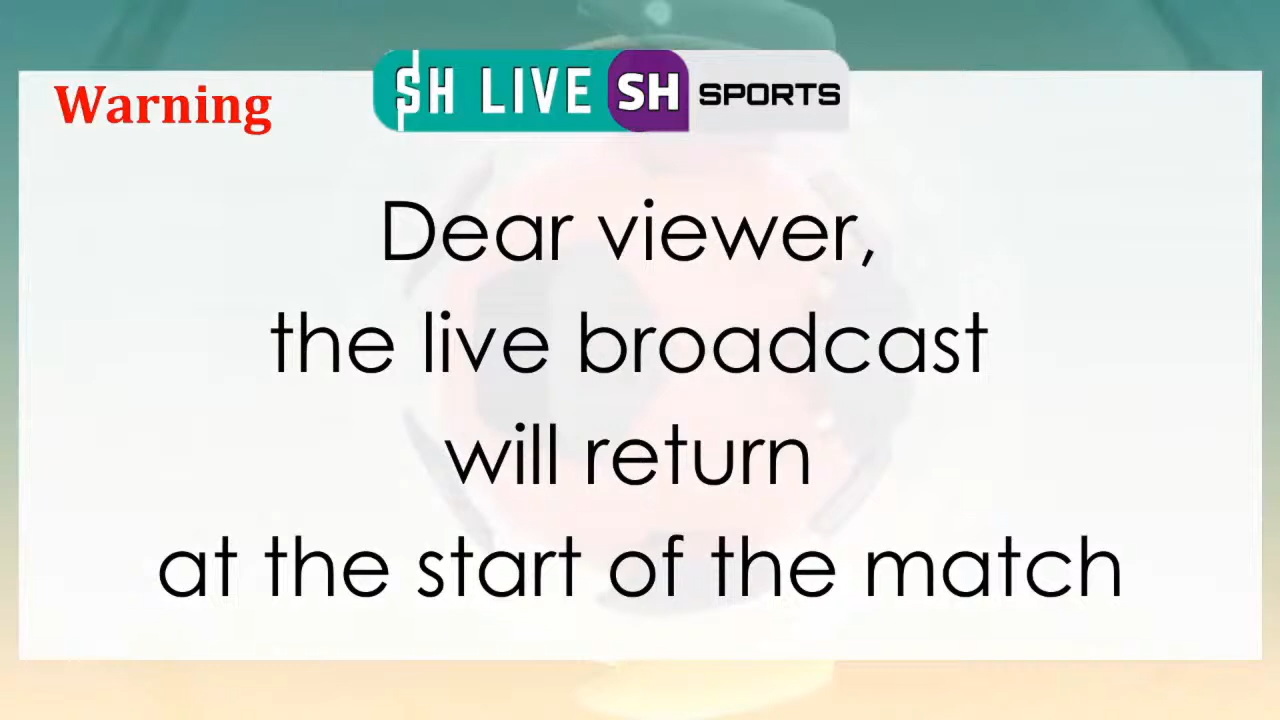 Warning
SH LIVE SH SPORTS
Dear viewer,
the live broadcast
will return
at the start of the match